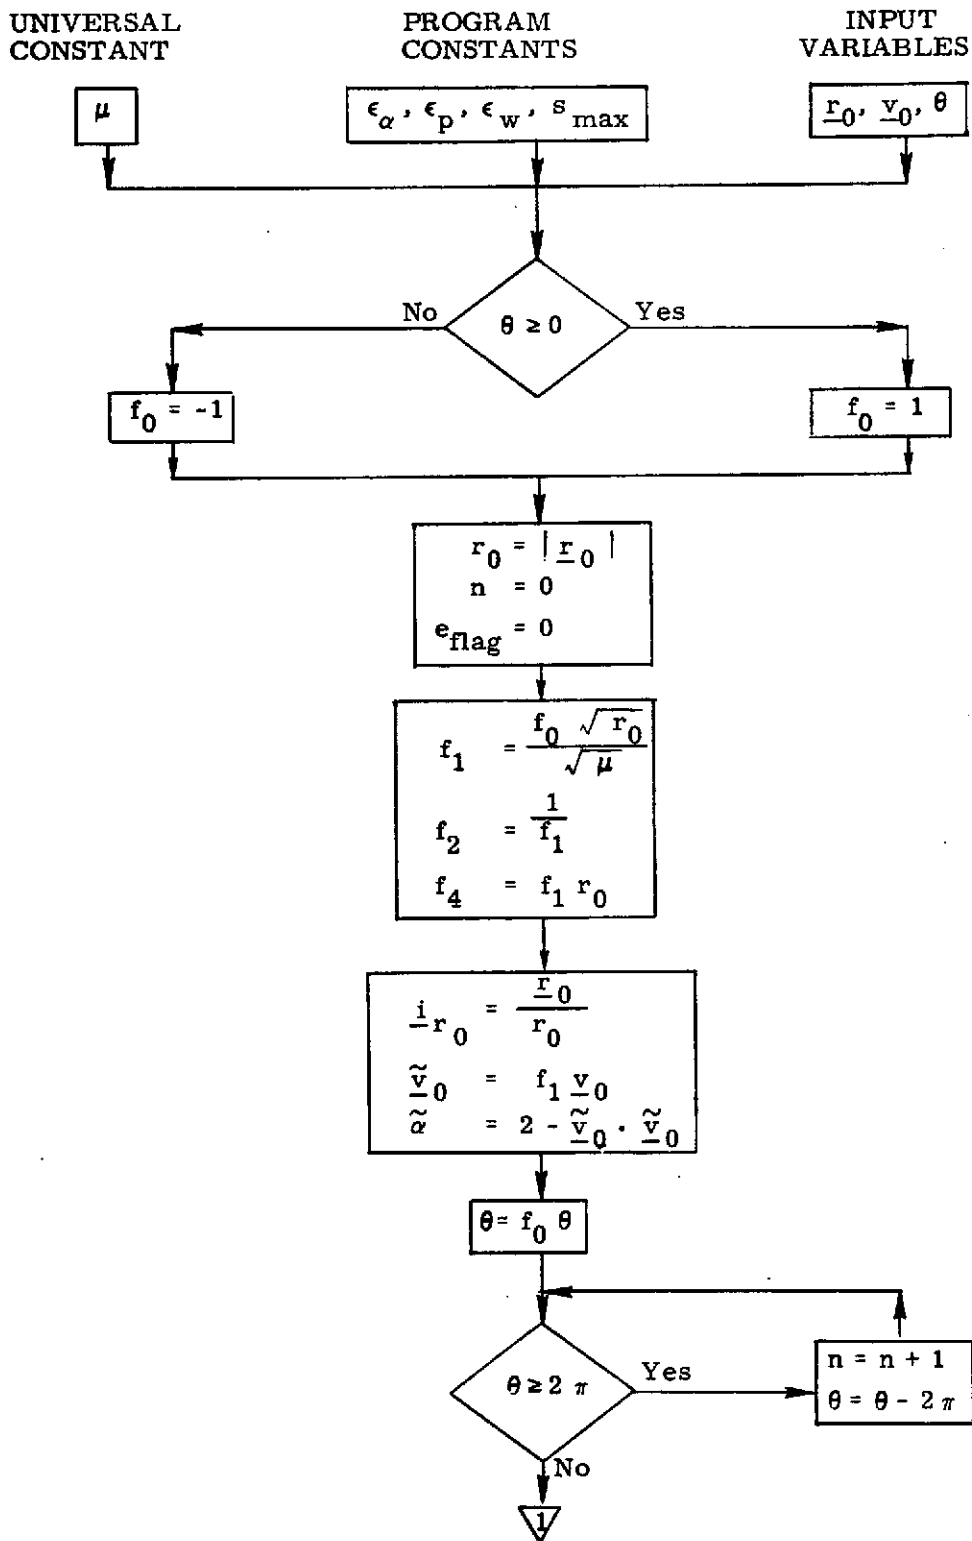 UNIVERSAL CONSTANT
PROGRAM CONSTANTS
INPUT VARIABLES
μ
ϵ_α, ϵ_p, ϵ_w, s_max
r_0, v_0, θ
θ ≥ 0
No
Yes
f_0 = -1
f_0 = 1
r_0 = | r_0 |
n = 0
e_flag = 0
f_1 = f_0 √r_0 / √μ
f_2 = 1 / f_1
f_4 = f_1 r_0
i_r_0 = r_0 / r_0
ṽ_0 = f_1 v_0
α̃ = 2 - ṽ_0 · ṽ_0
θ = f_0 θ
θ ≥ 2 π
Yes
n = n + 1
θ = θ - 2 π
No
1